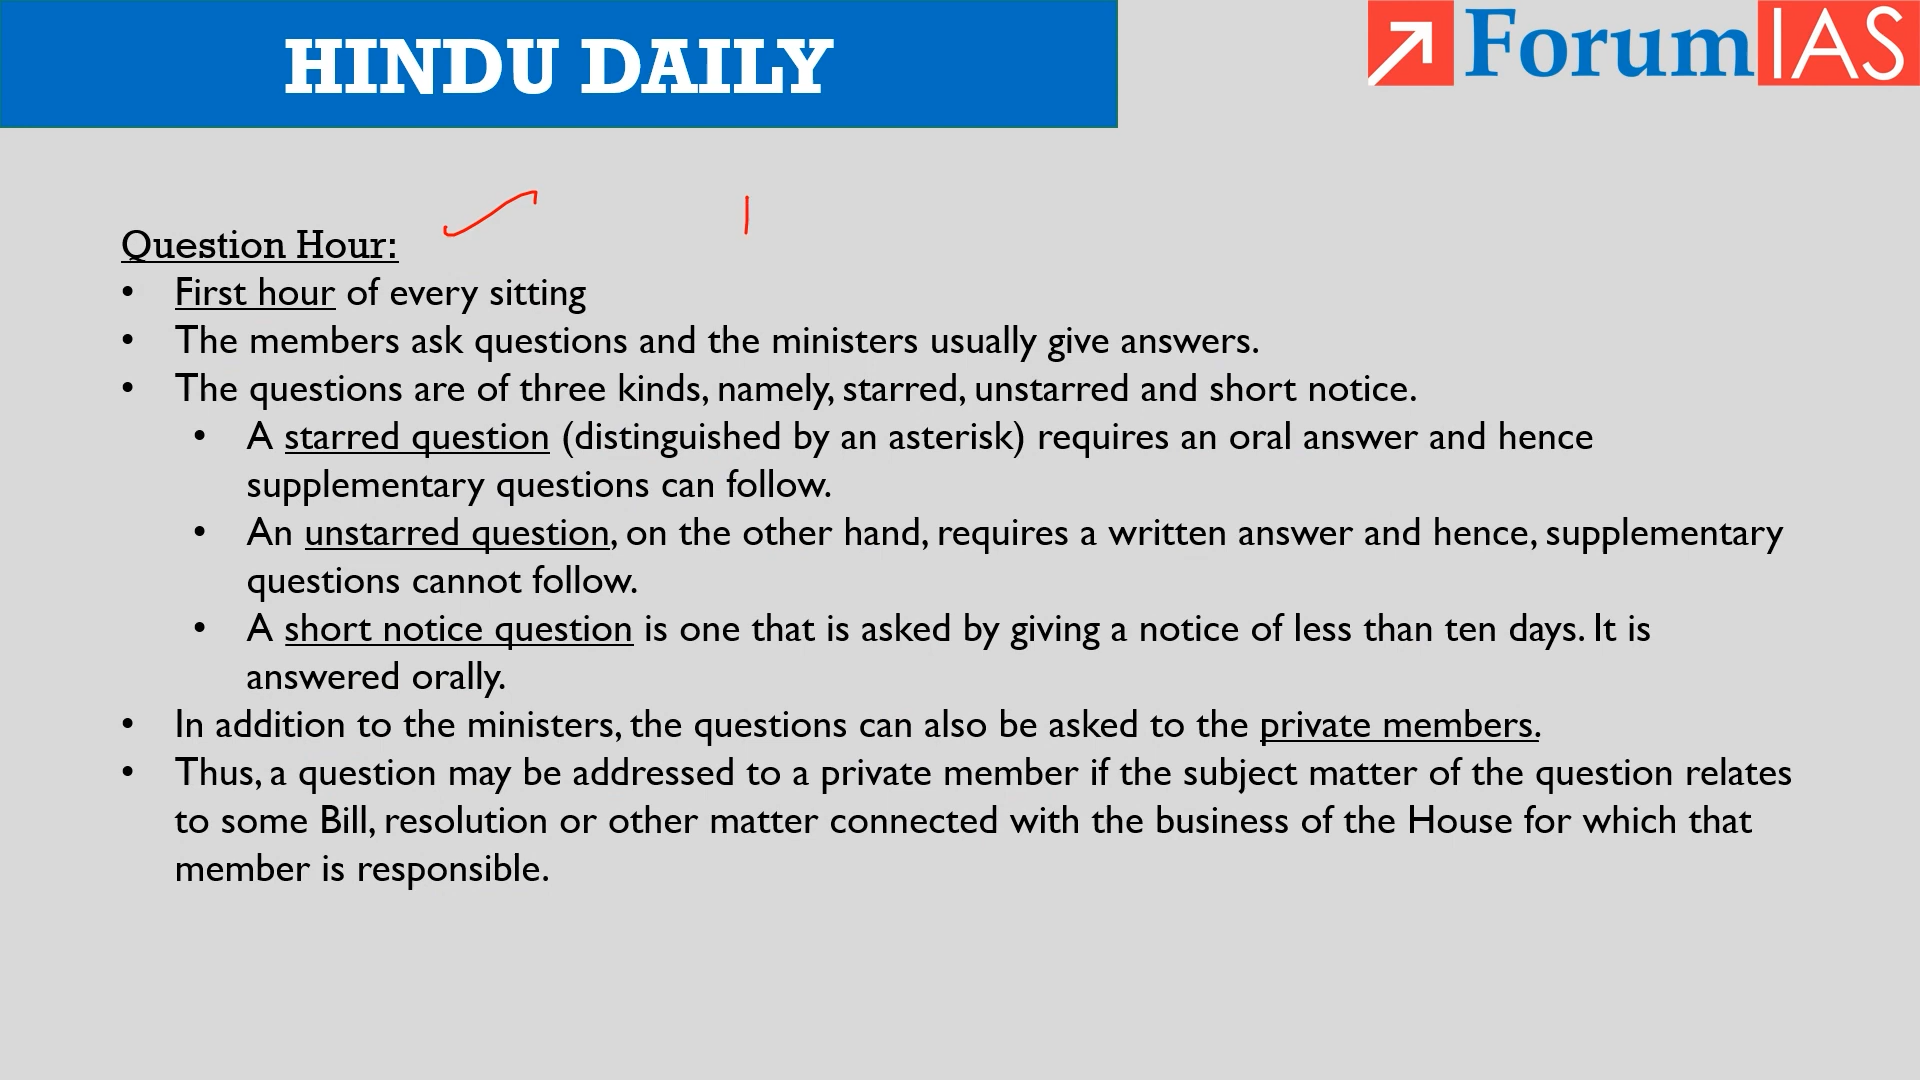 HINDU DAILY
ForumIAS
Question Hour:
• First hour of every sitting
• The members ask questions and the ministers usually give answers.
• The questions are of three kinds, namely, starred, unstarred and short notice.
• A starred question (distinguished by an asterisk) requires an oral answer and hence
supplementary questions can follow.
• An unstarred question, on the other hand, requires a written answer and hence, supplementary
questions cannot follow.
• A short notice question is one that is asked by giving a notice of less than ten days. It is
answered orally.
• In addition to the ministers, the questions can also be asked to the private members.
• Thus, a question may be addressed to a private member if the subject matter of the question relates
to some Bill, resolution or other matter connected with the business of the House for which that
member is responsible.